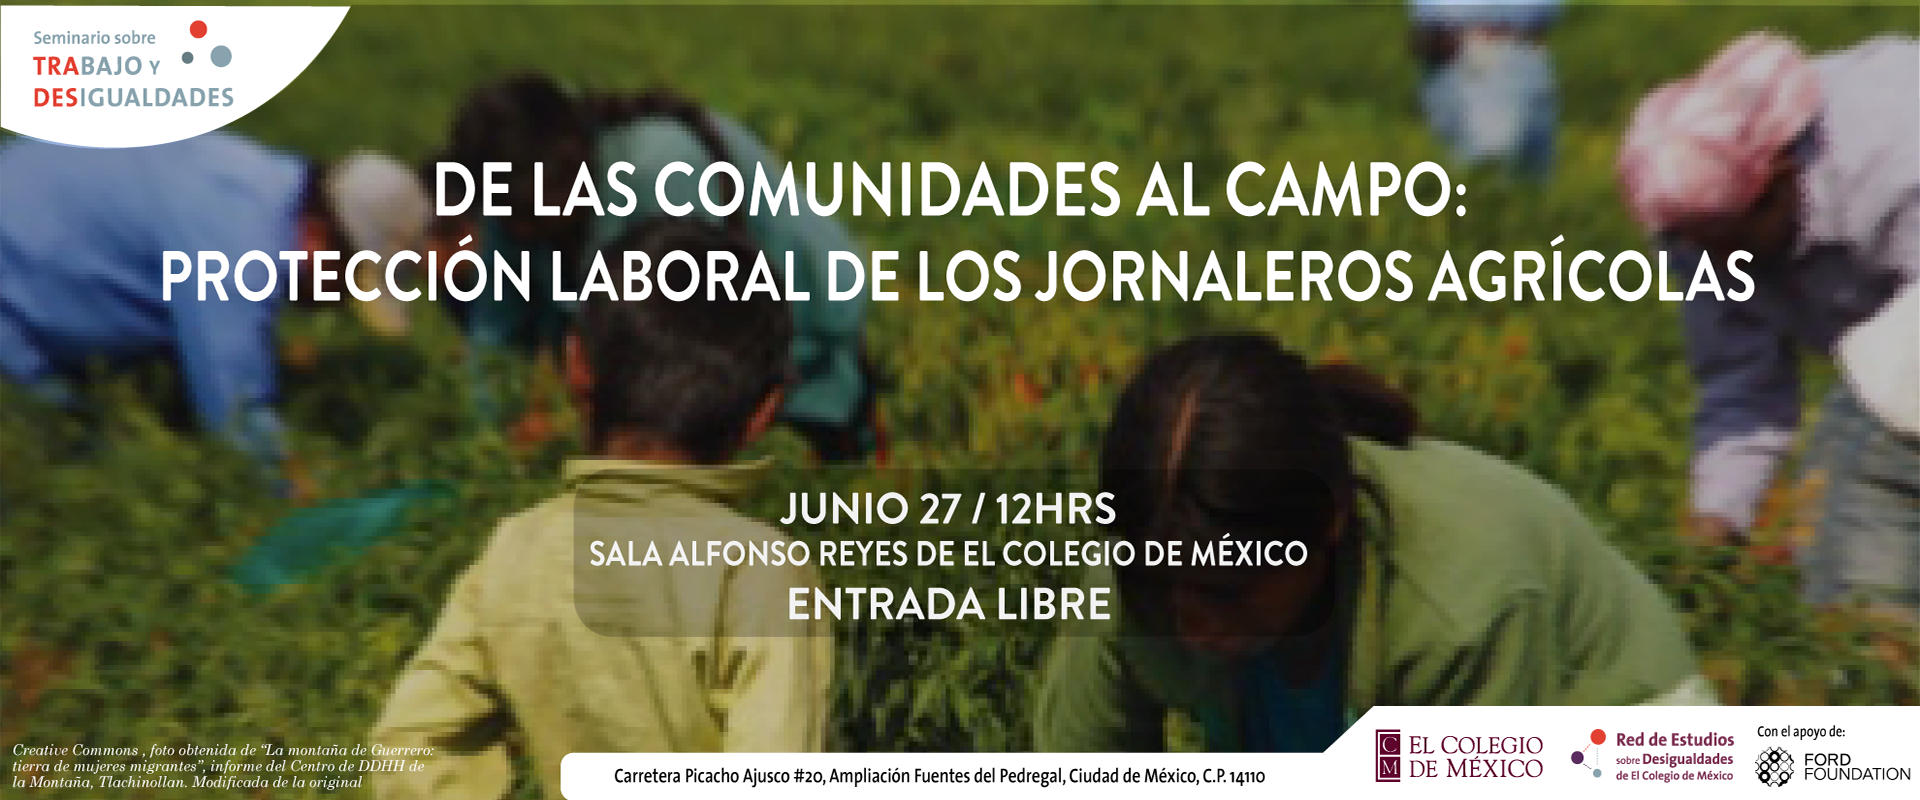 Seminario sobre
TRABAJO Y
DESIGUALDADES
DE LAS COMUNIDADES AL CAMPO:
PROTECCIÓN LABORAL DE LOS JORNALEROS AGRÍCOLAS
JUNIO 27 / 12HRS
SALA ALFONSO REYES DE EL COLEGIO DE MÉXICO
ENTRADA LIBRE
Creative Commons , foto obtenida de “La montaña de Guerrero:
tierra de mujeres migrantes”, informe del Centro de DDHH de
la Montaña, Tlachinollan. Modificada de la original
Carretera Picacho Ajusco #20, Ampliación Fuentes del Pedregal, Ciudad de México, C.P. 14110
C
M
EL COLEGIO
DE MÉXICO
Red de Estudios
sobre Desigualdades
de El Colegio de México
Con el apoyo de:
FORD
FOUNDATION